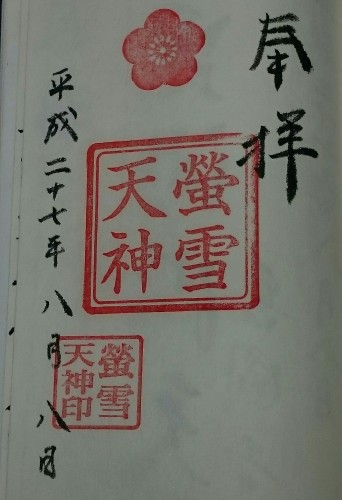 奉拝
螢雪
天神
平成二十七年八月八日
螢雪
天神印